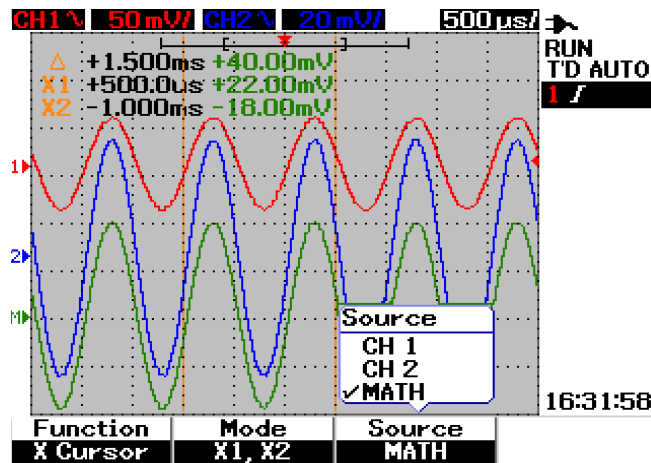 CH1 ∿ 50 mV/ CH2 ∿ 20 mV/ 500 µs/
RUN
T'D AUTO
1
Δ +1.500ms +40.00mV
X1 +500.0us +22.00mV
X2 -1.000ms -18.00mV
1
2
M
Source
CH 1
CH 2
✓MATH
16:31:58
Function Mode Source
X Cursor X1, X2 MATH